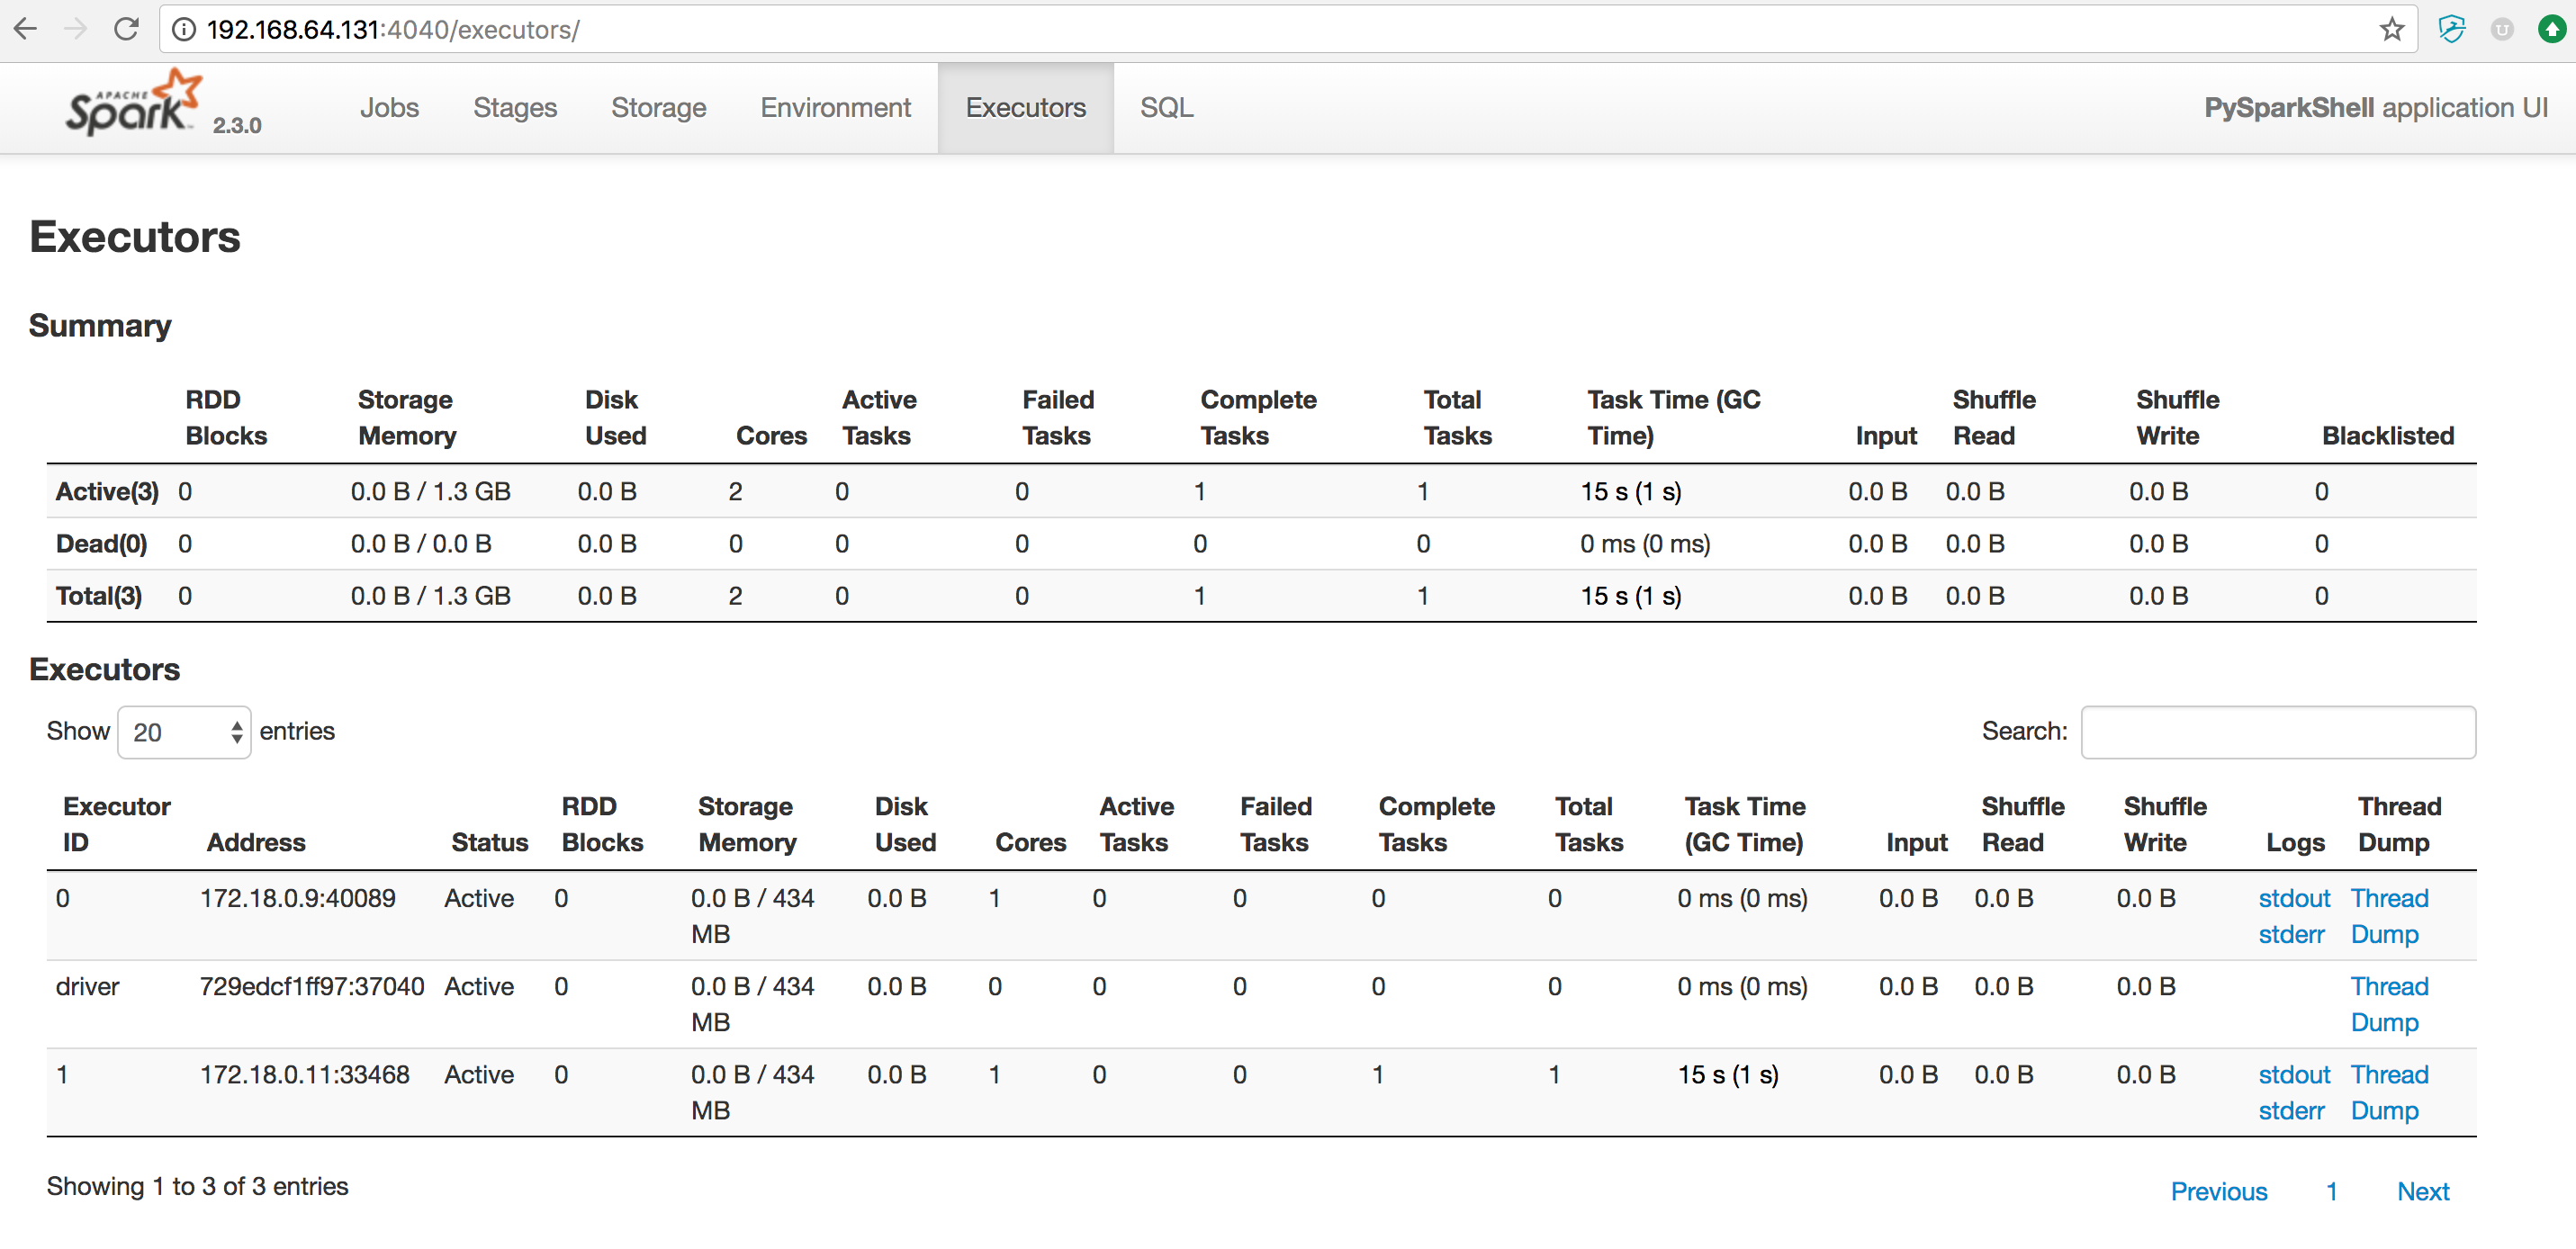 192.168.64.131:4040/executors/
APACHE Spark™ 2.3.0 Jobs Stages Storage Environment Executors SQL PySparkShell application UI
Executors
Summary
RDD Blocks Storage Memory Disk Used Cores Active Tasks Failed Tasks Complete Tasks Total Tasks Task Time (GC Time) Input Shuffle Read Shuffle Write Blacklisted
Active(3) 0 0.0 B / 1.3 GB 0.0 B 2 0 0 1 1 15 s (1 s) 0.0 B 0.0 B 0.0 B 0
Dead(0) 0 0.0 B / 0.0 B 0.0 B 0 0 0 0 0 0 ms (0 ms) 0.0 B 0.0 B 0.0 B 0
Total(3) 0 0.0 B / 1.3 GB 0.0 B 2 0 0 1 1 15 s (1 s) 0.0 B 0.0 B 0.0 B 0
Executors
Show 20 entries Search:
Executor ID Address Status RDD Blocks Storage Memory Disk Used Cores Active Tasks Failed Tasks Complete Tasks Total Tasks Task Time (GC Time) Input Shuffle Read Shuffle Write Logs Thread Dump
0 172.18.0.9:40089 Active 0 0.0 B / 434 MB 0.0 B 1 0 0 0 0 0 ms (0 ms) 0.0 B 0.0 B 0.0 B stdout stderr Thread Dump
driver 729edcf1ff97:37040 Active 0 0.0 B / 434 MB 0.0 B 0 0 0 0 0 0 ms (0 ms) 0.0 B 0.0 B 0.0 B Thread Dump
1 172.18.0.11:33468 Active 0 0.0 B / 434 MB 0.0 B 1 0 0 1 1 15 s (1 s) 0.0 B 0.0 B 0.0 B stdout stderr Thread Dump
Showing 1 to 3 of 3 entries Previous 1 Next